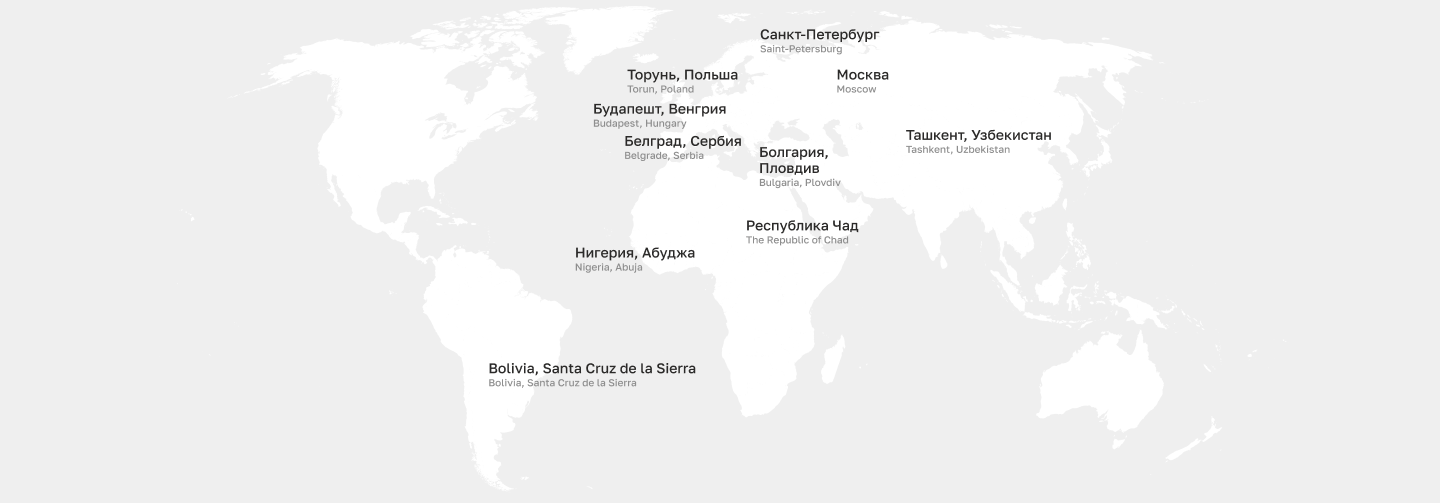 Санкт-Петербург
Saint-Petersburg
Торунь, Польша
Torun, Poland
Москва
Moscow
Будапешт, Венгрия
Budapest, Hungary
Ташкент, Узбекистан
Tashkent, Uzbekistan
Белград, Сербия
Belgrade, Serbia
Болгария,
Пловдив
Bulgaria, Plovdiv
Республика Чад
The Republic of Chad
Нигерия, Абуджа
Nigeria, Abuja
Bolivia, Santa Cruz de la Sierra
Bolivia, Santa Cruz de la Sierra